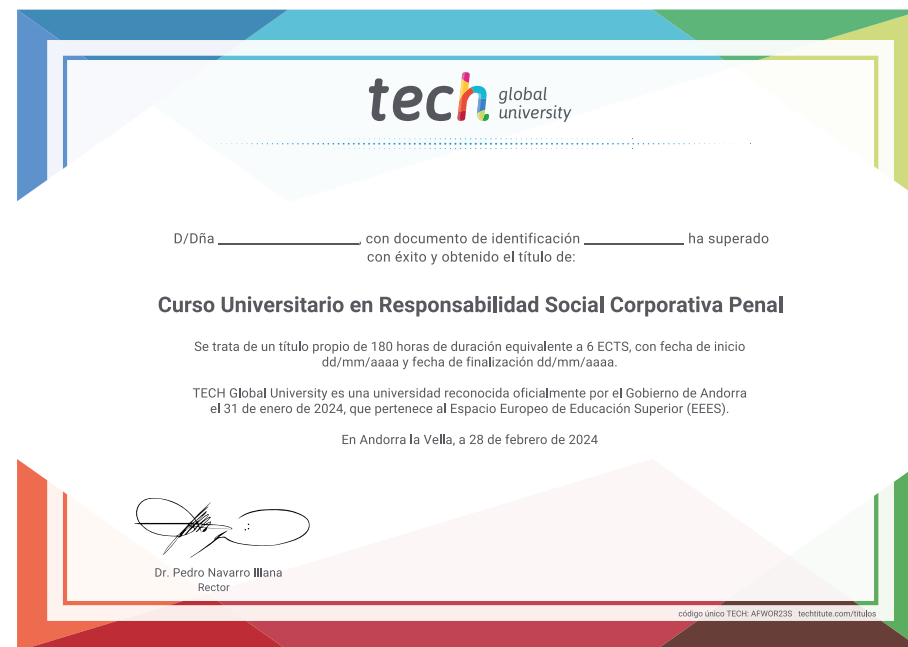 tech global university
D/Dña ______________, con documento de identificación __________ ha superado
con éxito y obtenido el título de:
Curso Universitario en Responsabilidad Social Corporativa Penal
Se trata de un título propio de 180 horas de duración equivalente a 6 ECTS, con fecha de inicio
dd/mm/aaaa y fecha de finalización dd/mm/aaaa.
TECH Global University es una universidad reconocida oficialmente por el Gobierno de Andorra
el 31 de enero de 2024, que pertenece al Espacio Europeo de Educación Superior (EEES).
En Andorra la Vella, a 28 de febrero de 2024
Dr. Pedro Navarro Illana
Rector
código único TECH: AFWOR23S techtitute.com/titulos